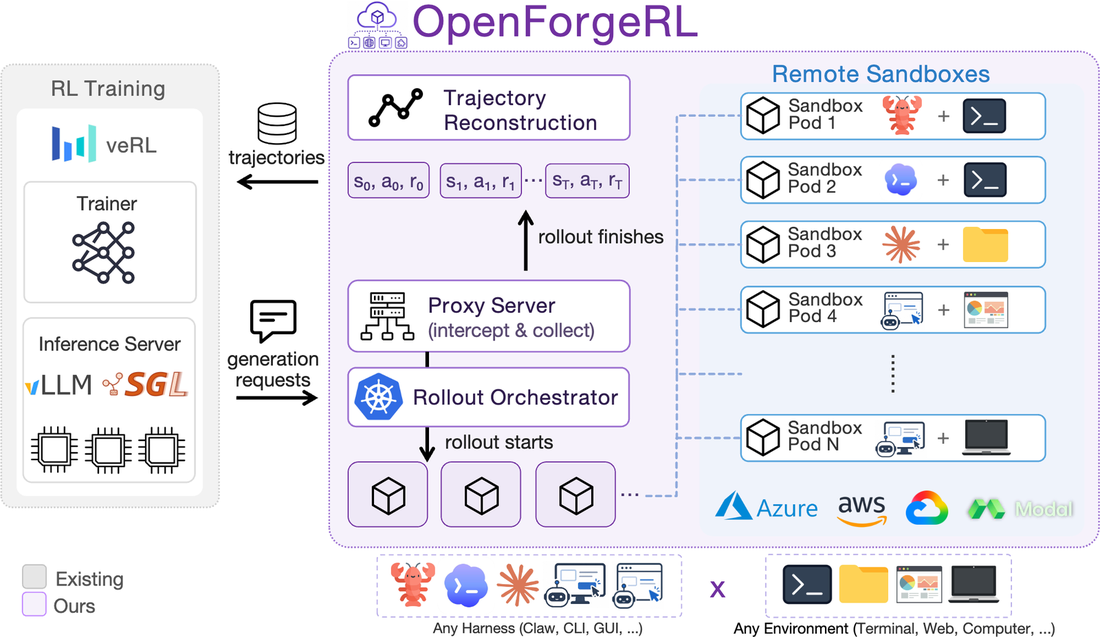 OpenForgeRL
RL Training
veRL
Trainer
Inference Server
vLLM
SGL
trajectories
generation
requests
Trajectory
Reconstruction
s₀, a₀, r₀
s₁, a₁, r₁
...
s_T, a_T, r_T
rollout finishes
Proxy Server
(intercept & collect)
Rollout Orchestrator
rollout starts
...
Remote Sandboxes
Sandbox
Pod 1
+
Sandbox
Pod 2
+
Sandbox
Pod 3
+
Sandbox
Pod 4
+
Sandbox
Pod N
+
Azure
aws
Modal
Existing
Ours
x
Any Harness (Claw, CLI, GUI, ...)
Any Environment (Terminal, Web, Computer, ...)